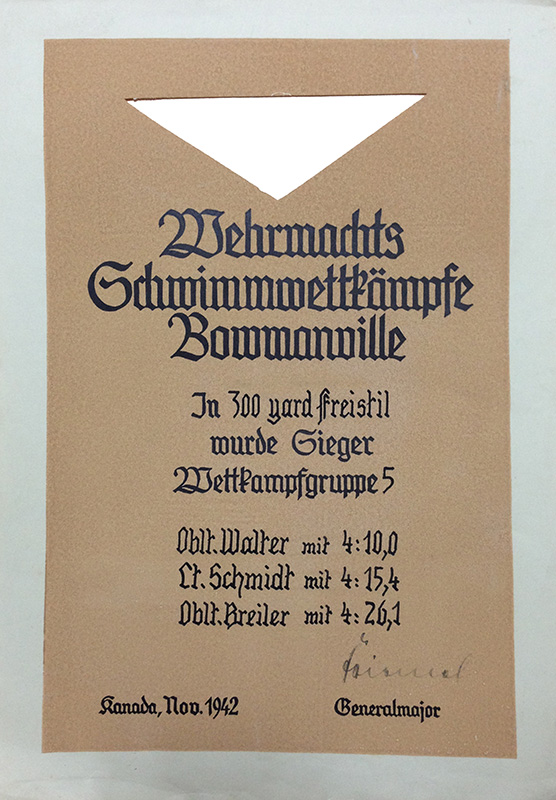 Wehrmachts
Schwimmwettkämpfe
Bowmanville
In 300 yard Freistil
wurde Sieger
Wettkampfgruppe 5
Oblt. Walter mit 4:10,0
Lt. Schmidt mit 4:15,4
Oblt. Breiler mit 4:26,1
Kanada, Nov. 1942
Generalmajor